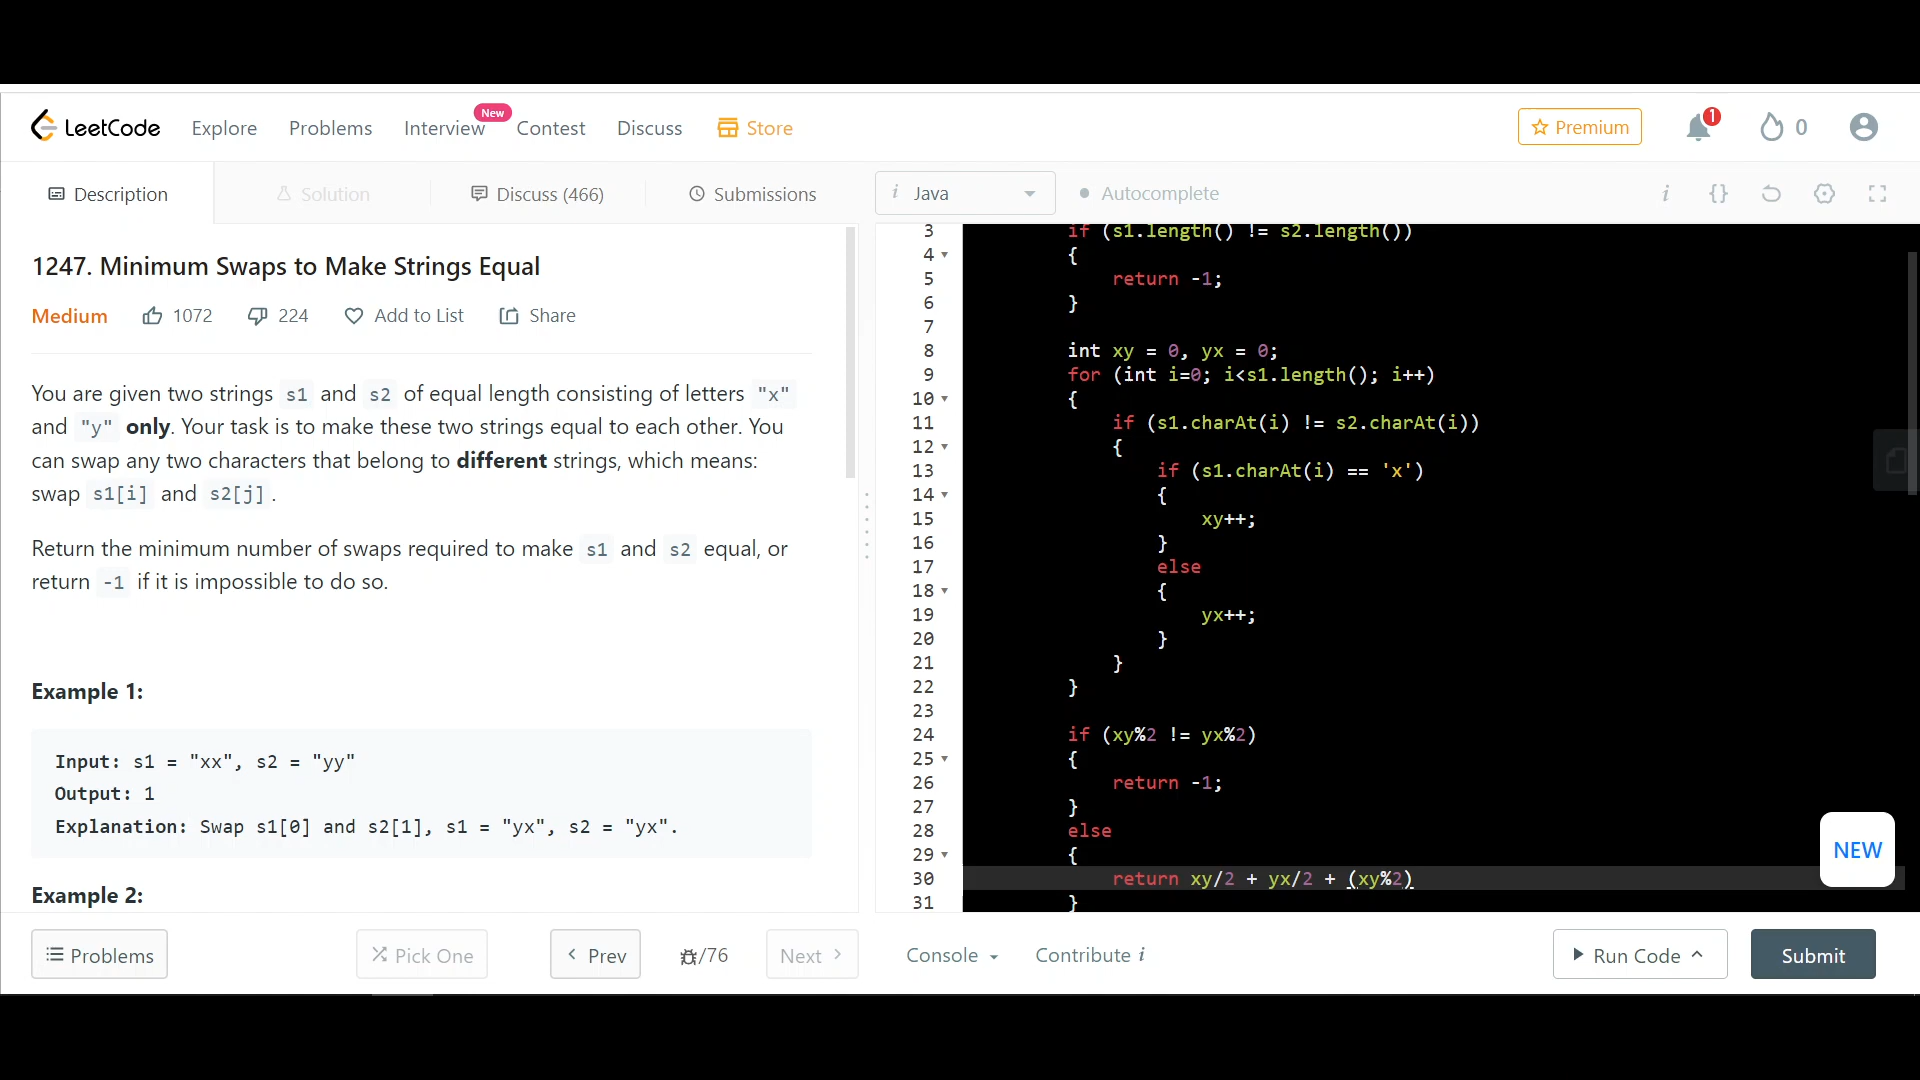 LeetCode Explore Problems Interview New Contest Discuss Store Premium 1 0
Description Solution Discuss (466) Submissions i Java Autocomplete i {}
1247. Minimum Swaps to Make Strings Equal
Medium 1072 224 Add to List Share
You are given two strings s1 and s2 of equal length consisting of letters "x"
and "y" only. Your task is to make these two strings equal to each other. You
can swap any two characters that belong to different strings, which means:
swap s1[i] and s2[j].
Return the minimum number of swaps required to make s1 and s2 equal, or
return -1 if it is impossible to do so.
Example 1:
Input: s1 = "xx", s2 = "yy"
Output: 1
Explanation: Swap s1[0] and s2[1], s1 = "yx", s2 = "yx".
Example 2:
3 if (s1.length() != s2.length())
4 {
5 return -1;
6 }
7
8 int xy = 0, yx = 0;
9 for (int i=0; i<s1.length(); i++)
10 {
11 if (s1.charAt(i) != s2.charAt(i))
12 {
13 if (s1.charAt(i) == 'x')
14 {
15 xy++;
16 }
17 else
18 {
19 yx++;
20 }
21 }
22 }
23
24 if (xy%2 != yx%2)
25 {
26 return -1;
27 }
28 else
29 {
30 return xy/2 + yx/2 + (xy%2)
31 }
NEW
Problems Pick One Prev /76 Next Console Contribute i Run Code Submit